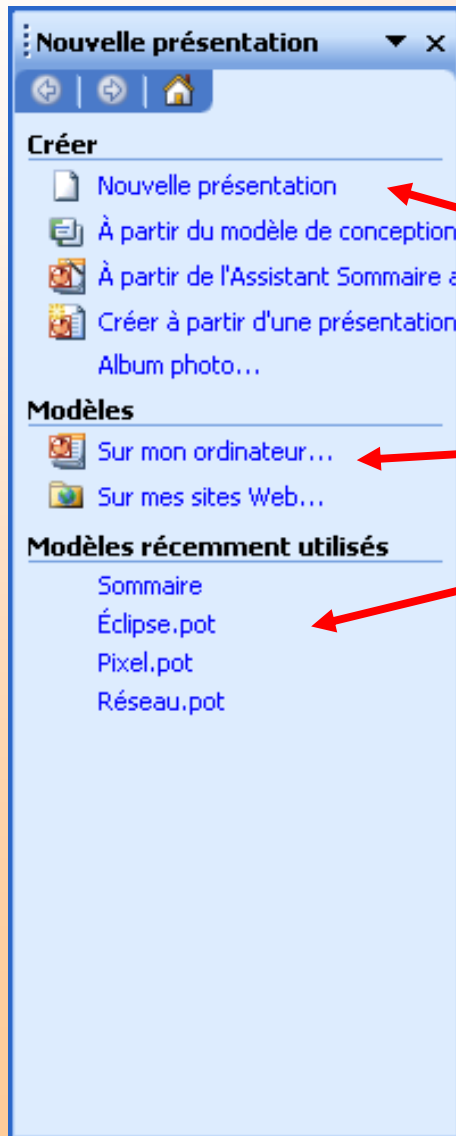 Nouvelle présentation
Créer
Nouvelle présentation
À partir du modèle de conception
À partir de l'Assistant Sommaire a
Créer à partir d'une présentation
Album photo...
Modèles
Sur mon ordinateur...
Sur mes sites Web...
Modèles récemment utilisés
Sommaire
Éclipse.pot
Pixel.pot
Réseau.pot